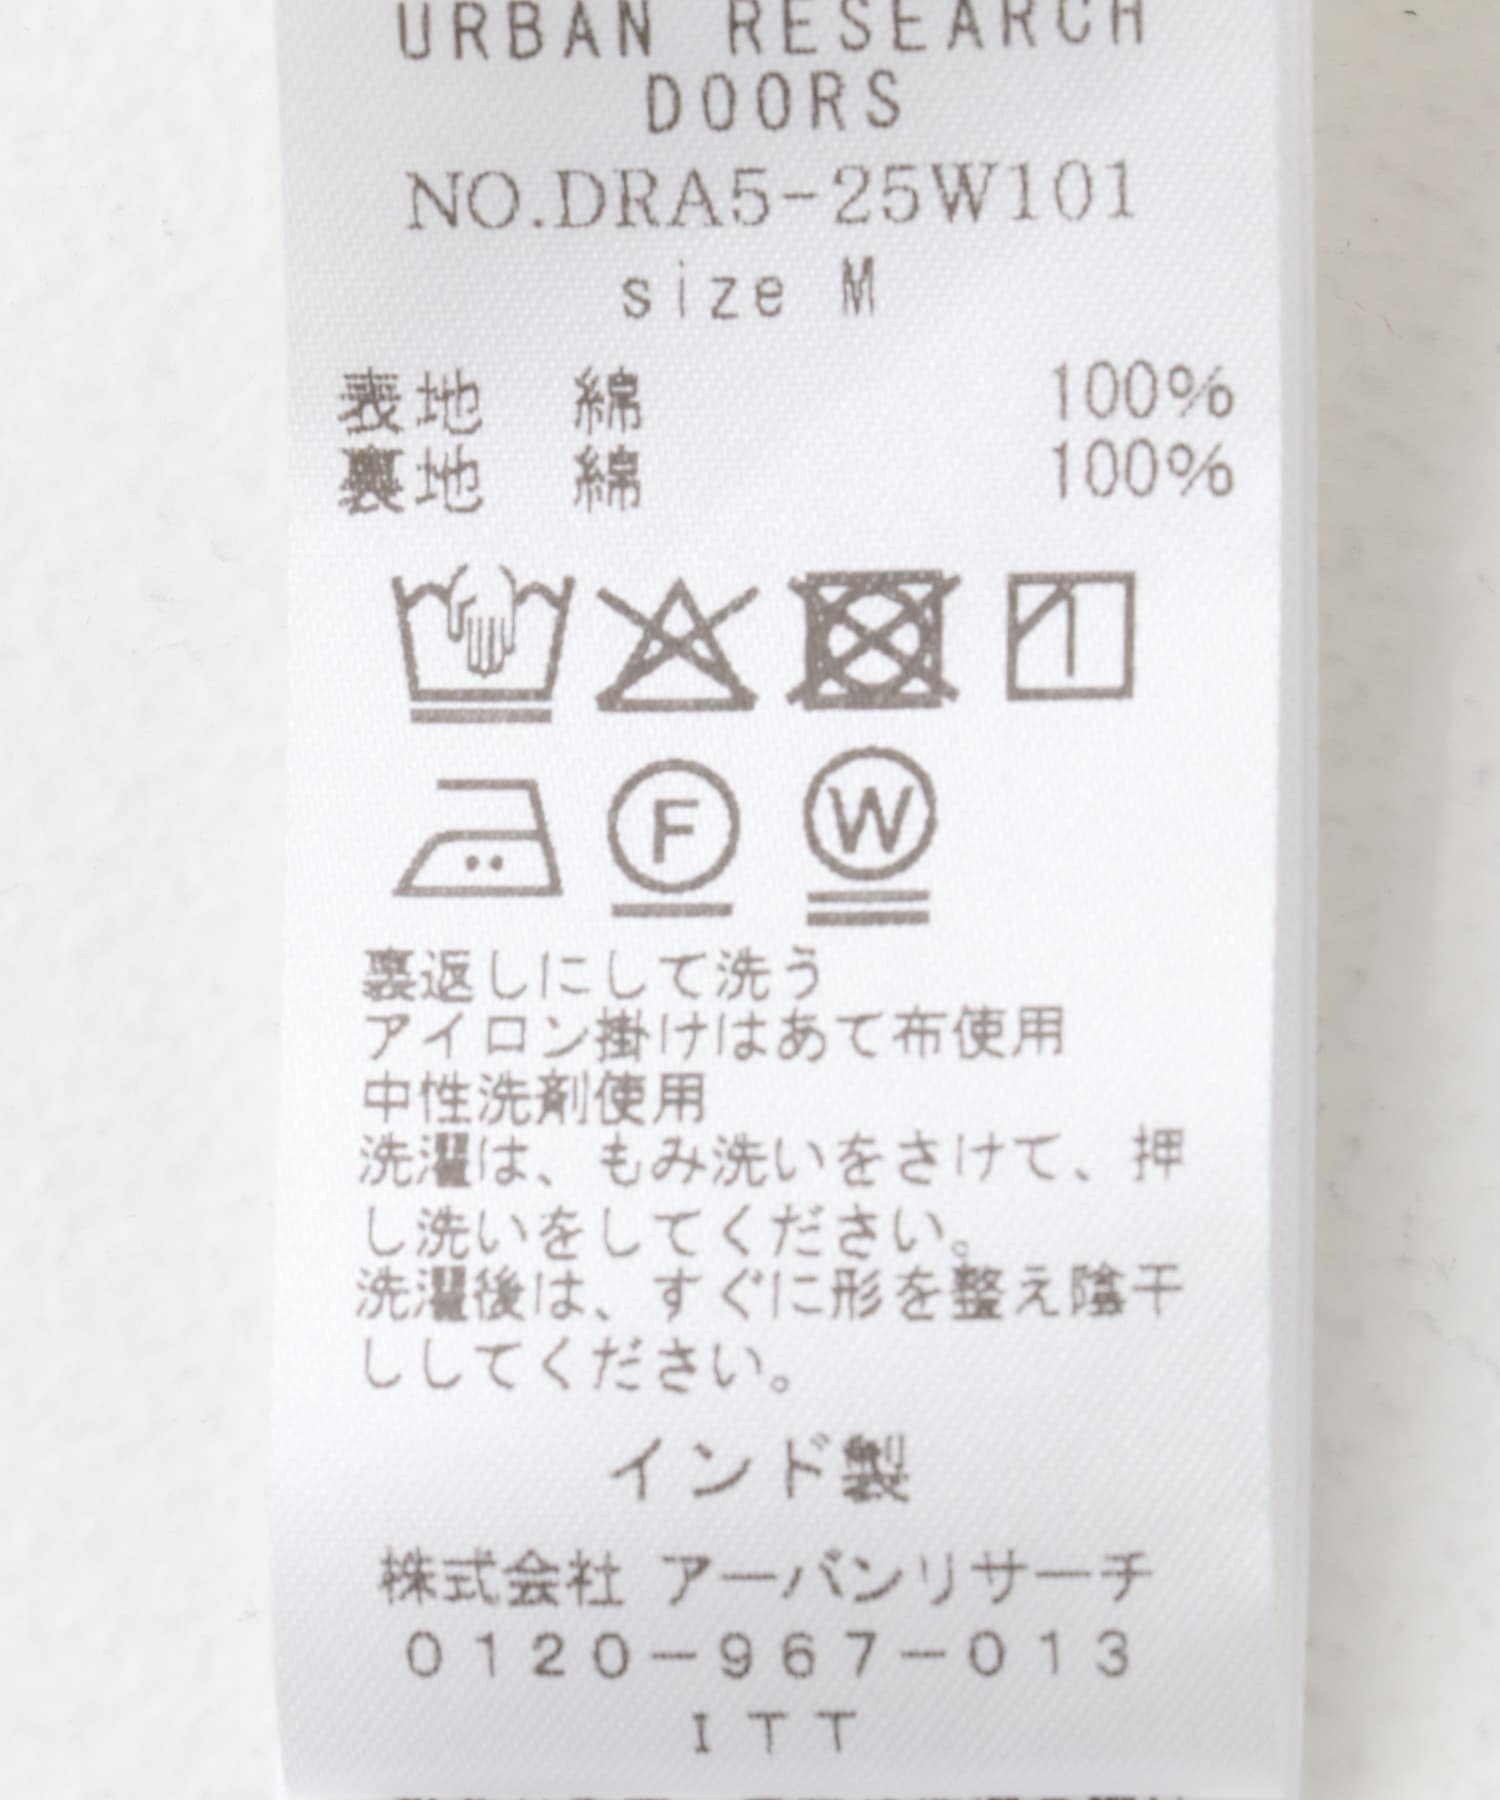 URBAN RESEARCH
DOORS
NO.DRA5-25W101
size M
表地 綿 100%
裏地 綿 100%
F W
裏返しにして洗う
アイロン掛けはあて布使用
中性洗剤使用
洗濯は、もみ洗いをさけて、押
し洗いをしてください。
洗濯後は、すぐに形を整え陰干
ししてください。
インド製
株式会社 アーバンリサーチ
0120-967-013
ITT